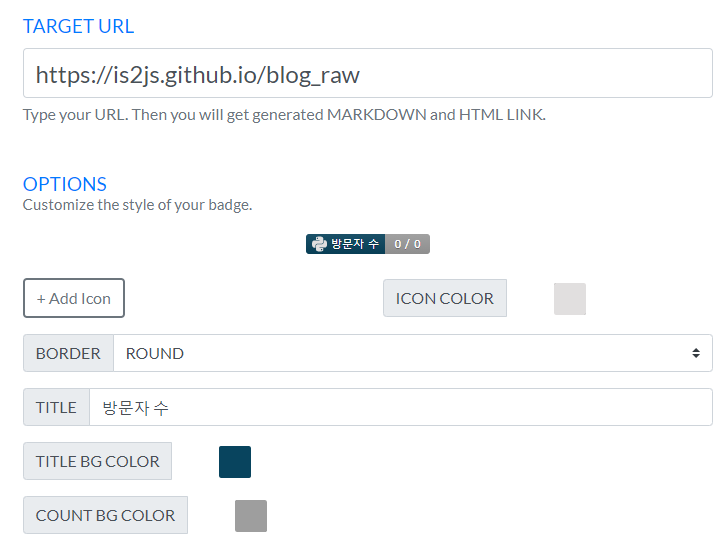 TARGET URL
https://is2js.github.io/blog_raw
Type your URL. Then you will get generated MARKDOWN and HTML LINK.
OPTIONS
Customize the style of your badge.
방문자 수 0 / 0
+ Add Icon ICON COLOR
BORDER ROUND
TITLE 방문자 수
TITLE BG COLOR
COUNT BG COLOR